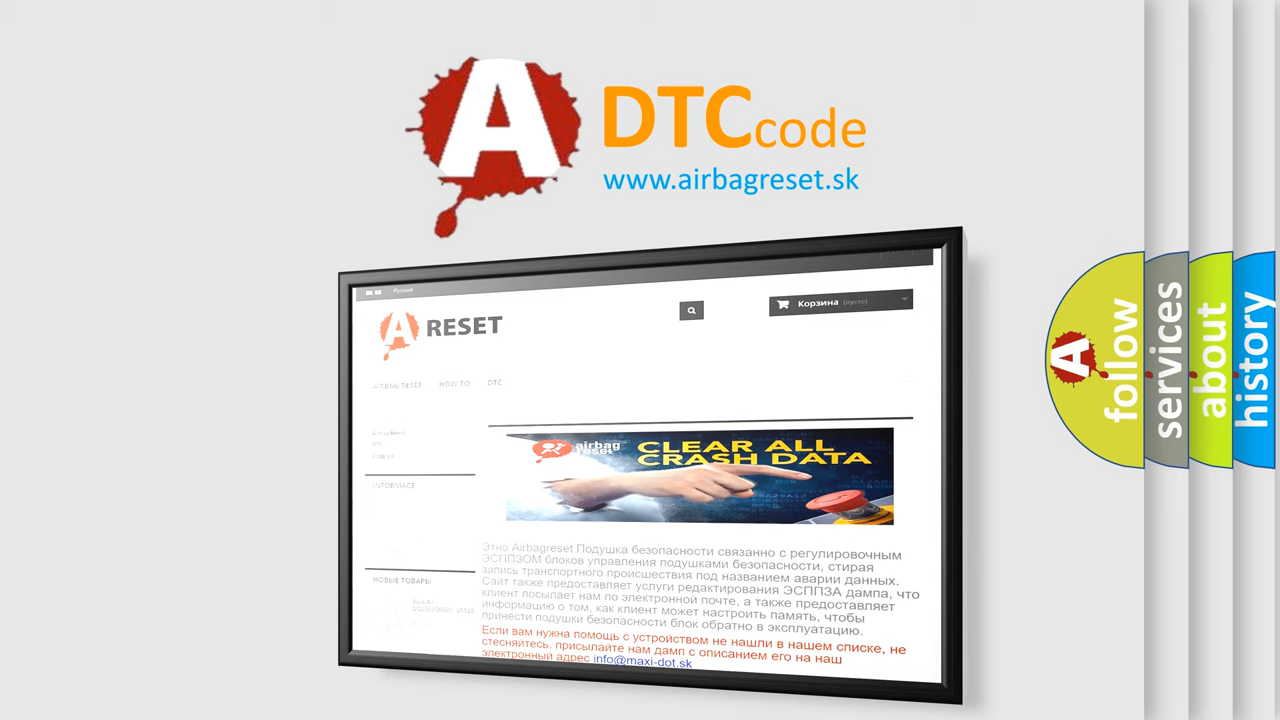 A DTCcode
www.airbagreset.sk
Русский
Корзина (пусто)
A RESET
AIRBAG RESET HOW TO DTC
Airbag Reset
DTC
INFORMACE
airbag reset
CLEAR ALL
CRASH DATA
Этно Airbagreset Подушка безопасности связанно с регулировочным
ЭСППЗОМ блоков управления подушками безопасности, стирая
запись транспортного происшествия под названием аварии данных.
Сайт также предоставляет услуги редактирования ЭСППЗА дампа, что
клиент посылает нам по электронной почте, а также предоставляет
информацию о том, как клиент может настроить память, чтобы
принести подушки безопасности блок обратно в эксплуатацию.
Если вам нужна помощь с устройством не нашли в нашем списке, не
стесняйтесь, присылайте нам дамп с описанием его на наш
электронный адрес info@maxi-dot.sk
НОВЫЕ ТОВАРЫ
A follow
services
about
history